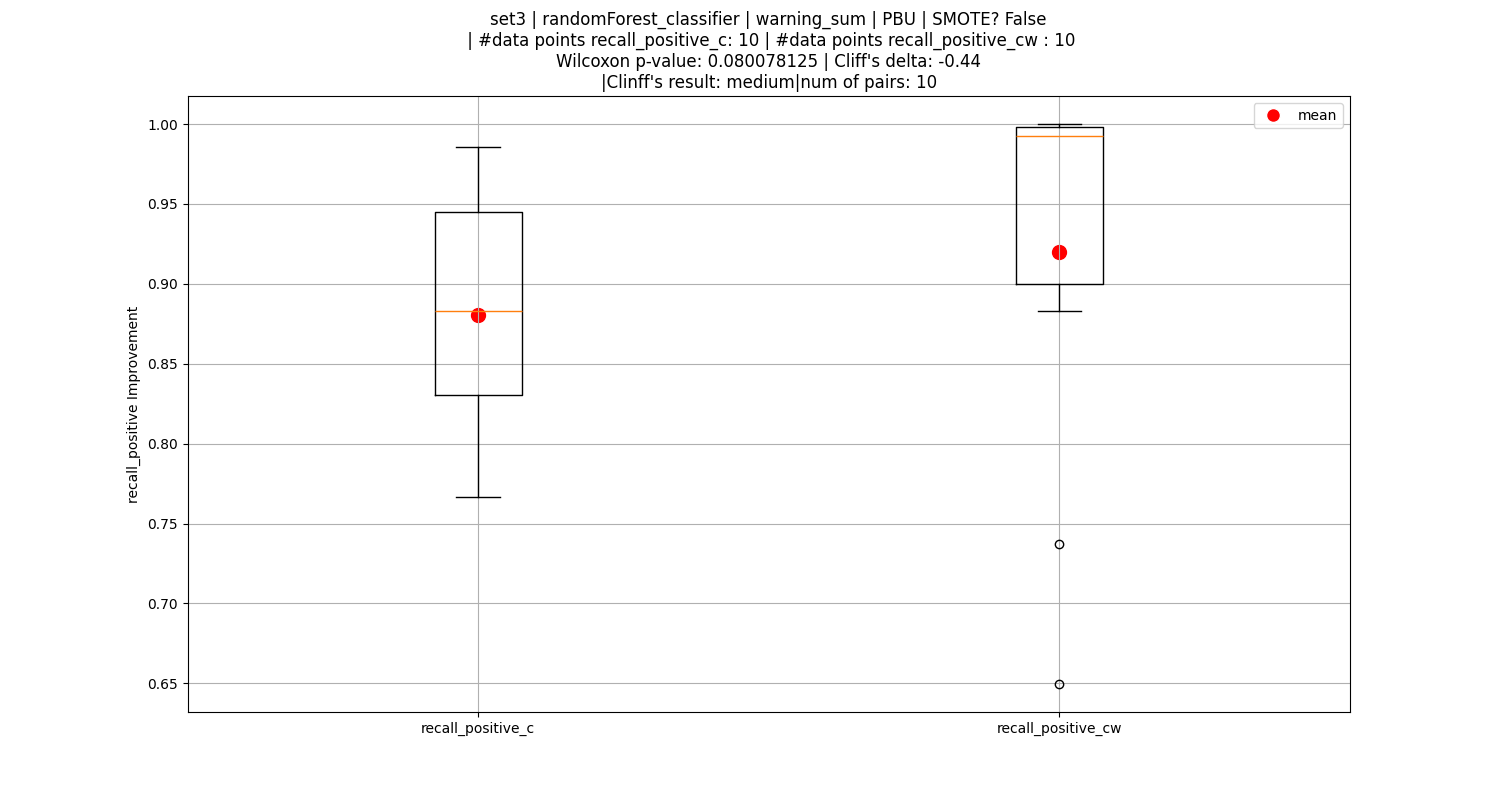 set3 | randomForest_classifier | warning_sum | PBU | SMOTE? False
| #data points recall_positive_c: 10 | #data points recall_positive_cw : 10
Wilcoxon p-value: 0.080078125 | Cliff's delta: -0.44
|Clinff's result: medium|num of pairs: 10
mean
1.00
0.95
0.90
0.85
0.80
0.75
0.70
0.65
recall_positive Improvement
recall_positive_c
recall_positive_cw